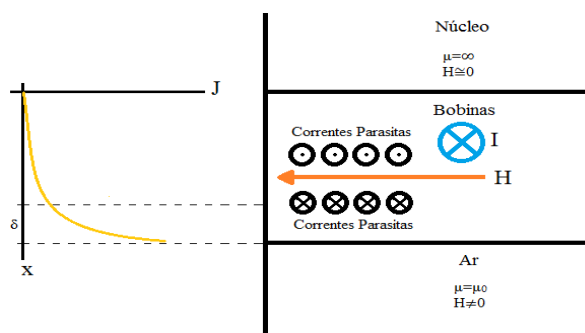 Núcleo
μ=∞
H≅0
J
Bobinas
Correntes Parasitas
I
H
δ
Correntes Parasitas
x
Ar
μ=μ₀
H≠0